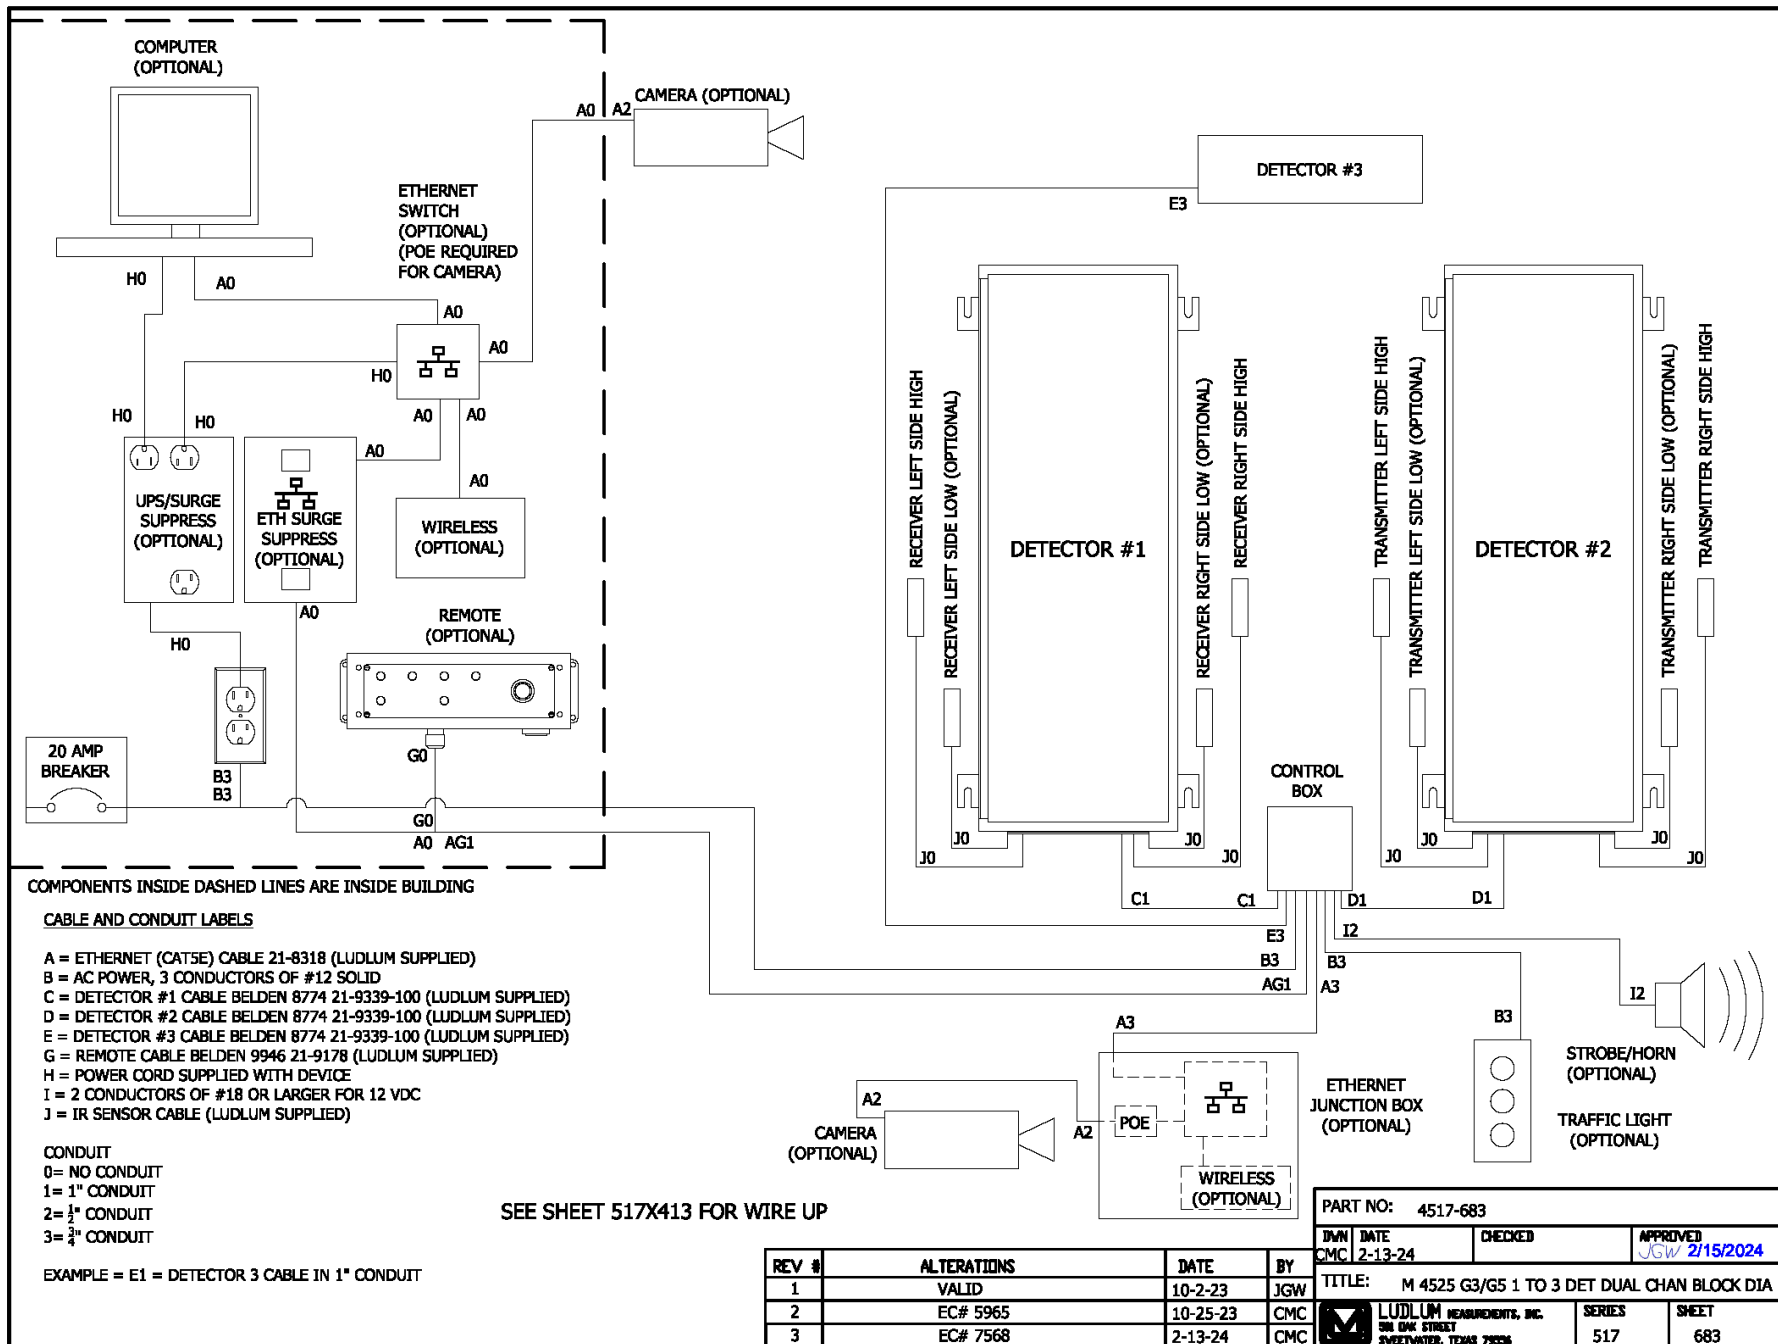 COMPUTER
(OPTIONAL)
A0
A2
CAMERA (OPTIONAL)
DETECTOR #3
E3
ETHERNET
SWITCH
(OPTIONAL)
(POE REQUIRED
FOR CAMERA)
H0
A0
A0
A0
H0
A0
A0
H0
H0
A0
A0
UPS/SURGE
SUPPRESS
(OPTIONAL)
ETH SURGE
SUPPRESS
(OPTIONAL)
WIRELESS
(OPTIONAL)
A0
H0
REMOTE
(OPTIONAL)
G0
20 AMP
BREAKER
B3
B3
G0
A0
AG1
RECEIVER LEFT SIDE HIGH
RECEIVER LEFT SIDE LOW (OPTIONAL)
DETECTOR #1
RECEIVER RIGHT SIDE LOW (OPTIONAL)
RECEIVER RIGHT SIDE HIGH
TRANSMITTER LEFT SIDE HIGH
TRANSMITTER LEFT SIDE LOW (OPTIONAL)
DETECTOR #2
TRANSMITTER RIGHT SIDE LOW (OPTIONAL)
TRANSMITTER RIGHT SIDE HIGH
CONTROL
BOX
J0
J0
J0
J0
J0
J0
J0
J0
C1
C1
D1
D1
E3
I2
B3
B3
AG1
A3
I2
B3
A3
STROBE/HORN
(OPTIONAL)
TRAFFIC LIGHT
(OPTIONAL)
ETHERNET
JUNCTION BOX
(OPTIONAL)
A2
POE
A2
CAMERA
(OPTIONAL)
WIRELESS
(OPTIONAL)
COMPONENTS INSIDE DASHED LINES ARE INSIDE BUILDING
CABLE AND CONDUIT LABELS
A = ETHERNET (CAT5E) CABLE 21-8318 (LUDLUM SUPPLIED)
B = AC POWER, 3 CONDUCTORS OF #12 SOLID
C = DETECTOR #1 CABLE BELDEN 8774 21-9339-100 (LUDLUM SUPPLIED)
D = DETECTOR #2 CABLE BELDEN 8774 21-9339-100 (LUDLUM SUPPLIED)
E = DETECTOR #3 CABLE BELDEN 8774 21-9339-100 (LUDLUM SUPPLIED)
G = REMOTE CABLE BELDEN 9946 21-9178 (LUDLUM SUPPLIED)
H = POWER CORD SUPPLIED WITH DEVICE
I = 2 CONDUCTORS OF #18 OR LARGER FOR 12 VDC
J = IR SENSOR CABLE (LUDLUM SUPPLIED)
CONDUIT
0= NO CONDUIT
1= 1" CONDUIT
2= 1/2" CONDUIT
3= 3/4" CONDUIT
EXAMPLE = E1 = DETECTOR 3 CABLE IN 1" CONDUIT
SEE SHEET 517X413 FOR WIRE UP
REV # ALTERATIONS DATE BY
1 VALID 10-2-23 JGW
2 EC# 5965 10-25-23 CMC
3 EC# 7568 2-13-24 CMC
PART NO: 4517-683
DWN DATE CHECKED APPROVED
CMC 2-13-24 JGW 2/15/2024
TITLE: M 4525 G3/G5 1 TO 3 DET DUAL CHAN BLOCK DIA
LUDLUM MEASUREMENTS, INC.
501 OAK STREET
SWEETWATER, TEXAS 79556
SERIES SHEET
517 683